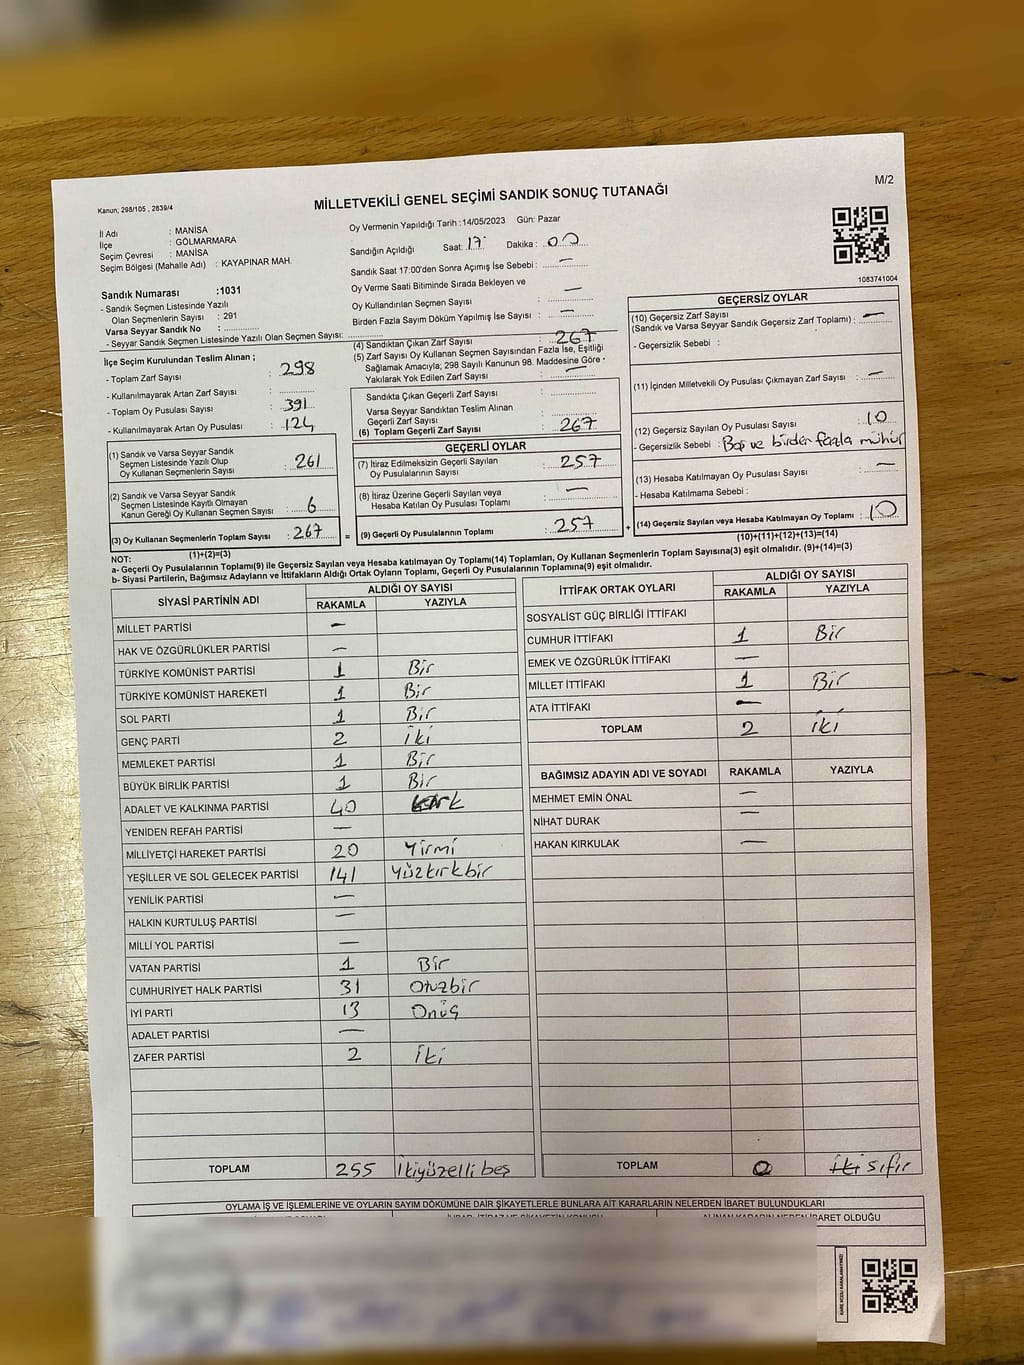 Kanun; 298/105 , 2839/4
MİLLETVEKİLİ GENEL SEÇİMİ SANDIK SONUÇ TUTANAĞI
M/2
İl Adı : MANİSA
İlçe : GÖLMARMARA
Seçim Çevresi : MANİSA
Seçim Bölgesi (Mahalle Adı) : KAYAPINAR MAH.
Sandık Numarası :1031
- Sandık Seçmen Listesinde Yazılı
Olan Seçmenlerin Sayısı : 291
Varsa Seyyar Sandık No :
- Seyyar Sandık Seçmen Listesinde Yazılı Olan Seçmen Sayısı:
Oy Vermenin Yapıldığı Tarih :14/05/2023 Gün: Pazar
Sandığın Açıldığı Saat: 17 Dakika : 00
Sandık Saat 17:00'den Sonra Açımış İse Sebebi : —
Oy Verme Saati Bitiminde Sırada Bekleyen ve
Oy Kullandırılan Seçmen Sayısı : —
Birden Fazla Sayım Döküm Yapılmış İse Sayısı : —
1083741004
İlçe Seçim Kurulundan Teslim Alınan ;
- Toplam Zarf Sayısı : 298
- Kullanılmayarak Artan Zarf Sayısı :
- Toplam Oy Pusulası Sayısı : 391
- Kullanılmayarak Artan Oy Pusulası : 124
(1) Sandık ve Varsa Seyyar Sandık
Seçmen Listesinde Yazılı Olup
Oy Kullanan Seçmenlerin Sayısı : 261
(2) Sandık ve Varsa Seyyar Sandık
Seçmen Listesinde Kayıtlı Olmayan
Kanun Gereği Oy Kullanan Seçmen Sayısı : 6
(3) Oy Kullanan Seçmenlerin Toplam Sayısı : 267
(1)+(2)=(3)
(4) Sandıktan Çıkan Zarf Sayısı : 267
(5) Zarf Sayısı Oy Kullanan Seçmen Sayısından Fazla İse, Eşitliği
Sağlamak Amacıyla; 298 Sayılı Kanunun 98. Maddesine Göre
Yakılarak Yok Edilen Zarf Sayısı : —
Sandıkta Çıkan Geçerli Zarf Sayısı :
Varsa Seyyar Sandıktan Teslim Alınan
Geçerli Zarf Sayısı :
(6) Toplam Geçerli Zarf Sayısı : 267
GEÇERLİ OYLAR
(7) İtiraz Edilmeksizin Geçerli Sayılan
Oy Pusulalarının Sayısı : 257
(8) İtiraz Üzerine Geçerli Sayılan veya
Hesaba Katılan Oy Pusulası Toplamı : —
= (9) Geçerli Oy Pusulalarının Toplamı : 257 +
GEÇERSİZ OYLAR
(10) Geçersiz Zarf Sayısı
(Sandık ve Varsa Seyyar Sandık Geçersiz Zarf Toplamı) : —
- Geçersizlik Sebebi :
(11) İçinden Milletvekili Oy Pusulası Çıkmayan Zarf Sayısı : —
(12) Geçersiz Sayılan Oy Pusulası Sayısı : 10
- Geçersizlik Sebebi : Boş ve birden fazla mühür
(13) Hesaba Katılmayan Oy Pusulası Sayısı : —
- Hesaba Katılmama Sebebi :
(14) Geçersiz Sayılan veya Hesaba Katılmayan Oy Toplamı : 10
(10)+(11)+(12)+(13)=(14)
NOT:
a- Geçerli Oy Pusulalarının Toplamı(9) ile Geçersiz Sayılan veya Hesaba katılmayan Oy Toplamı(14) Toplamları, Oy Kullanan Seçmenlerin Toplam Sayısına(3) eşit olmalıdır. (9)+(14)=(3)
b- Siyasi Partilerin, Bağımsız Adayların ve İttifakların Aldığı Ortak Oyların Toplamı, Geçerli Oy Pusulalarının Toplamına(9) eşit olmalıdır.
SİYASİ PARTİNİN ADI ALDIĞI OY SAYISI
RAKAMLA YAZIYLA
MİLLET PARTİSİ —
HAK VE ÖZGÜRLÜKLER PARTİSİ —
TÜRKİYE KOMÜNİST PARTİSİ 1 Bir
TÜRKİYE KOMÜNİST HAREKETİ 1 Bir
SOL PARTİ 1 Bir
GENÇ PARTİ 2 İki
MEMLEKET PARTİSİ 1 Bir
BÜYÜK BİRLİK PARTİSİ 1 Bir
ADALET VE KALKINMA PARTİSİ 40 Kırk
YENİDEN REFAH PARTİSİ —
MİLLİYETÇİ HAREKET PARTİSİ 20 Yirmi
YEŞİLLER VE SOL GELECEK PARTİSİ 141 Yüzkırkbir
YENİLİK PARTİSİ —
HALKIN KURTULUŞ PARTİSİ —
MİLLİ YOL PARTİSİ —
VATAN PARTİSİ 1 Bir
CUMHURİYET HALK PARTİSİ 31 Otuzbir
İYİ PARTİ 13 Onüç
ADALET PARTİSİ —
ZAFER PARTİSİ 2 İki
TOPLAM 255 İkiyüzelli beş
İTTİFAK ORTAK OYLARI ALDIĞI OY SAYISI
RAKAMLA YAZIYLA
SOSYALIST GÜÇ BİRLİĞİ İTTİFAKI
CUMHUR İTTİFAKI 1 Bir
EMEK VE ÖZGÜRLÜK İTTİFAKI —
MİLLET İTTİFAKI 1 Bir
ATA İTTİFAKI —
TOPLAM 2 İki
BAĞIMSIZ ADAYIN ADI VE SOYADI RAKAMLA YAZIYLA
MEHMET EMİN ÖNAL —
NİHAT DURAK —
HAKAN KIRKULAK —
TOPLAM 0 İki sıfır
OYLAMA İŞ VE İŞLEMLERİNE VE OYLARIN SAYIM DÖKÜMÜNE DAİR ŞİKAYETLERLE BUNLARA AİT KARARLARIN NELERDEN İBARET BULUNDUKLARI
İBARET OLDUĞU